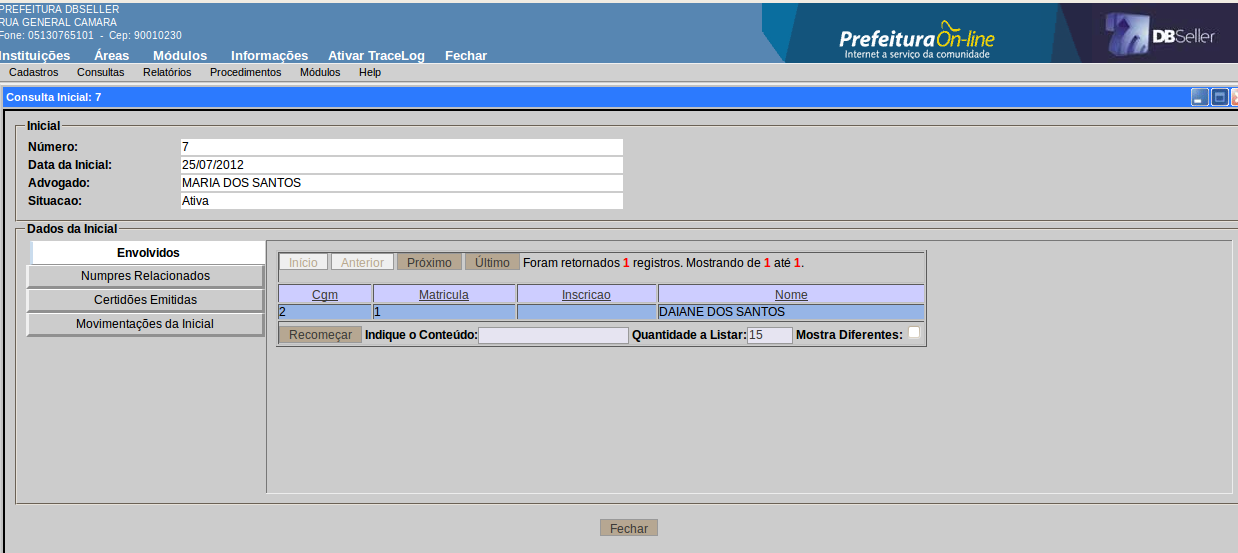 PREFEITURA DBSELLER
RUA GENERAL CAMARA
Fone: 05130765101 - Cep: 90010230
Prefeitura On-line
Internet a serviço da comunidade
DBSeller
Instituições Áreas Módulos Informações Ativar TraceLog Fechar
Cadastros Consultas Relatórios Procedimentos Módulos Help
Consulta Inicial: 7
Inicial
Número: 7
Data da Inicial: 25/07/2012
Advogado: MARIA DOS SANTOS
Situacao: Ativa
Dados da Inicial
Envolvidos
Numpres Relacionados
Certidões Emitidas
Movimentações da Inicial
Início Anterior Próximo Último Foram retornados 1 registros. Mostrando de 1 até 1.
Cgm Matricula Inscricao Nome
2 1 DAIANE DOS SANTOS
Recomeçar Indique o Conteúdo: Quantidade a Listar: 15 Mostra Diferentes:
Fechar